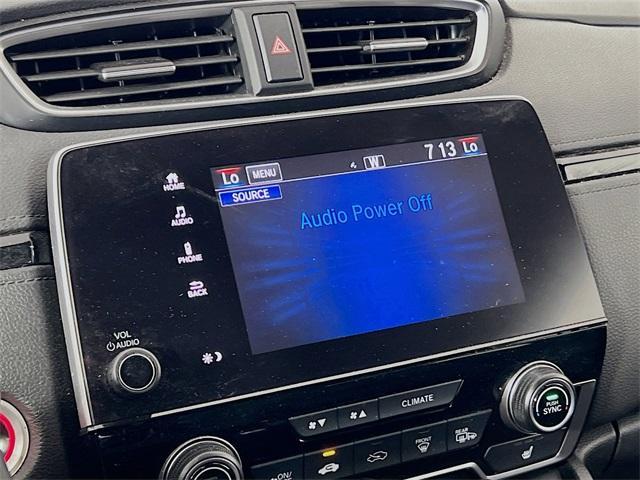 Lo MENU W 7 13 Lo
SOURCE
Audio Power Off
HOME
AUDIO
PHONE
BACK
VOL
AUDIO
CLIMATE
PUSH
SYNC
FRONT
REAR
ON/